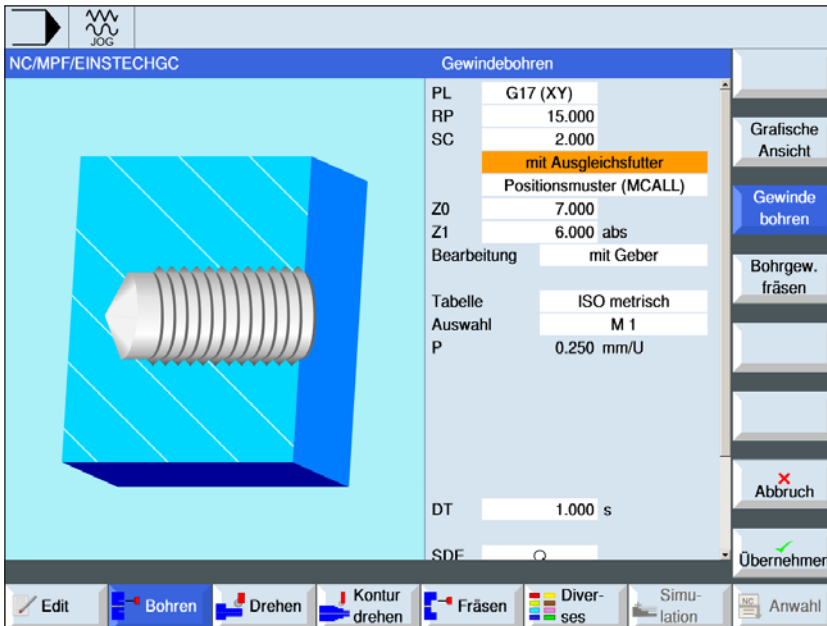 JOG
NC/MPF/EINSTECHGC
Gewindebohren
PL G17 (XY)
RP 15.000
SC 2.000
mit Ausgleichsfutter
Positionsmuster (MCALL)
Z0 7.000
Z1 6.000 abs
Bearbeitung mit Geber
Tabelle ISO metrisch
Auswahl M 1
P 0.250 mm/U
DT 1.000 s
SDE
Grafische
Ansicht
Gewinde
bohren
Bohrgew.
fräsen
Abbruch
Übernehmen
Edit
Bohren
Drehen
Kontur
drehen
Fräsen
Diver-
ses
Simu-
lation
NC
Anwahl